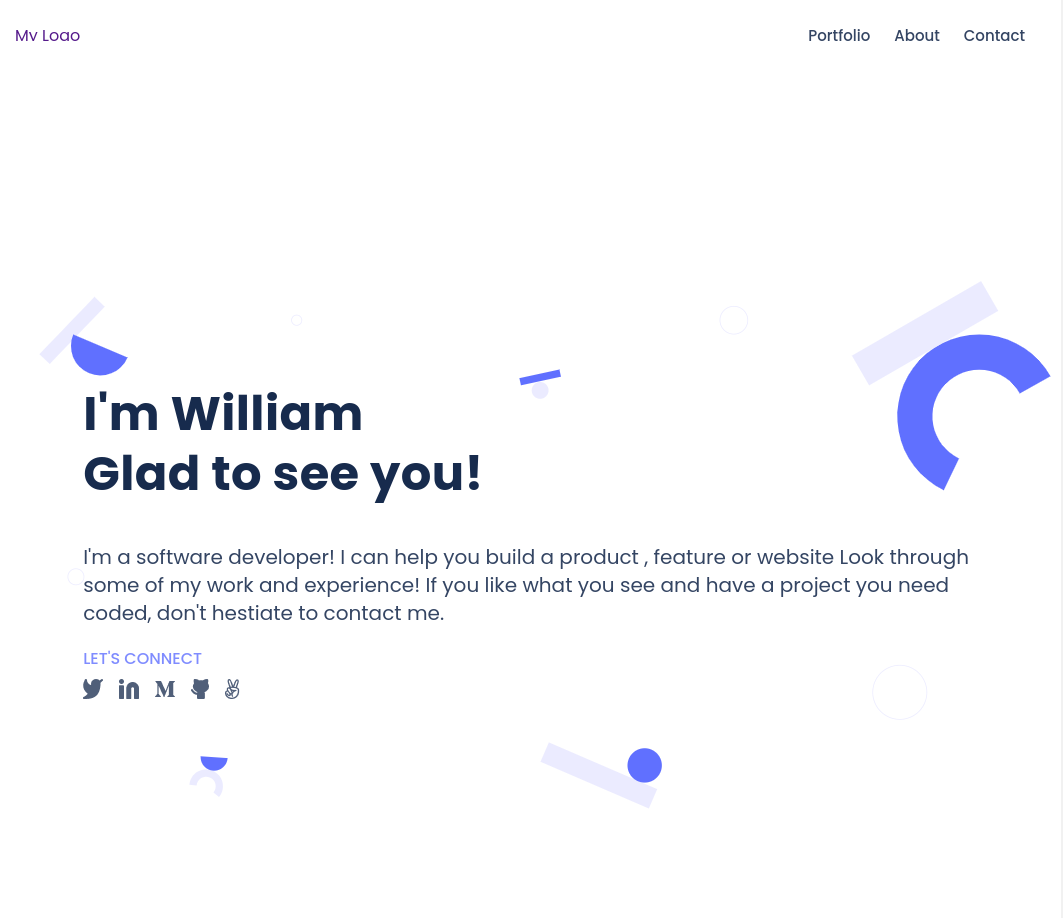 My Logo
Portfolio About Contact
I'm William
Glad to see you!
I'm a software developer! I can help you build a product , feature or website Look through
some of my work and experience! If you like what you see and have a project you need
coded, don't hestiate to contact me.
LET'S CONNECT